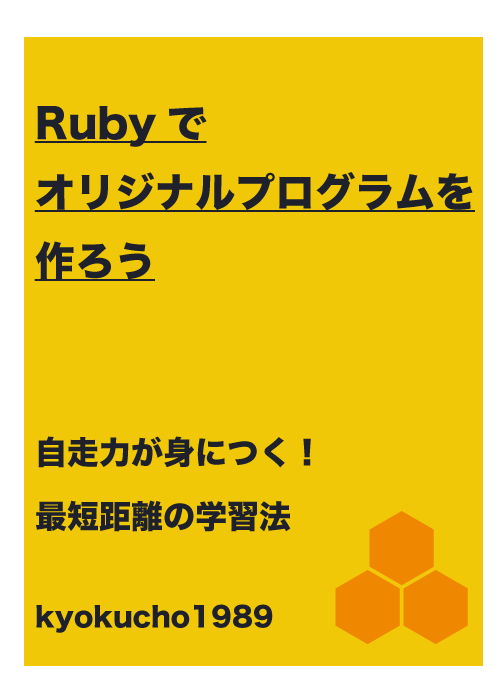 Rubyで
オリジナルプログラムを
作ろう
自走力が身につく！
最短距離の学習法
kyokucho1989